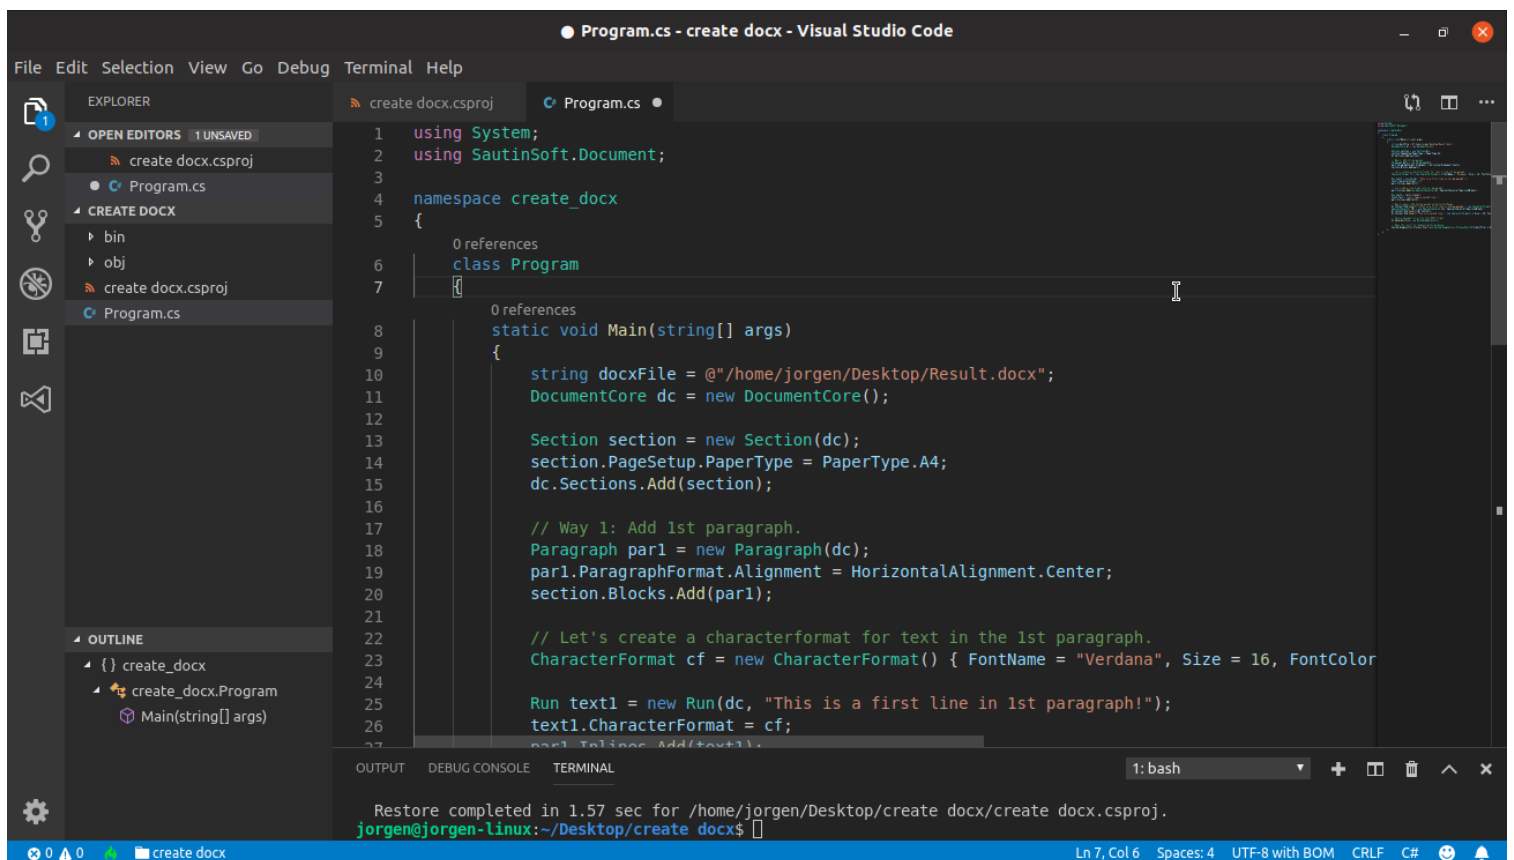 Program.cs - create docx - Visual Studio Code
File Edit Selection View Go Debug Terminal Help
EXPLORER
OPEN EDITORS 1 UNSAVED
create docx.csproj
Program.cs
CREATE DOCX
bin
obj
create docx.csproj
Program.cs
OUTLINE
{} create_docx
create_docx.Program
Main(string[] args)
1
create docx.csproj
Program.cs
1 using System;
2 using SautinSoft.Document;
3
4 namespace create_docx
5 {
0 references
6 class Program
7 {
0 references
8 static void Main(string[] args)
9 {
10 string docxFile = @"/home/jorgen/Desktop/Result.docx";
11 DocumentCore dc = new DocumentCore();
12
13 Section section = new Section(dc);
14 section.PageSetup.PaperType = PaperType.A4;
15 dc.Sections.Add(section);
16
17 // Way 1: Add 1st paragraph.
18 Paragraph par1 = new Paragraph(dc);
19 par1.ParagraphFormat.Alignment = HorizontalAlignment.Center;
20 section.Blocks.Add(par1);
21
22 // Let's create a characterformat for text in the 1st paragraph.
23 CharacterFormat cf = new CharacterFormat() { FontName = "Verdana", Size = 16, FontColor
24
25 Run text1 = new Run(dc, "This is a first line in 1st paragraph!");
26 text1.CharacterFormat = cf;
27 par1.Inlines.Add(text1);
OUTPUT DEBUG CONSOLE TERMINAL
1: bash
Restore completed in 1.57 sec for /home/jorgen/Desktop/create docx/create docx.csproj.
jorgen@jorgen-linux:~/Desktop/create docx$
0 0 create docx
Ln 7, Col 6 Spaces: 4 UTF-8 with BOM CRLF C#